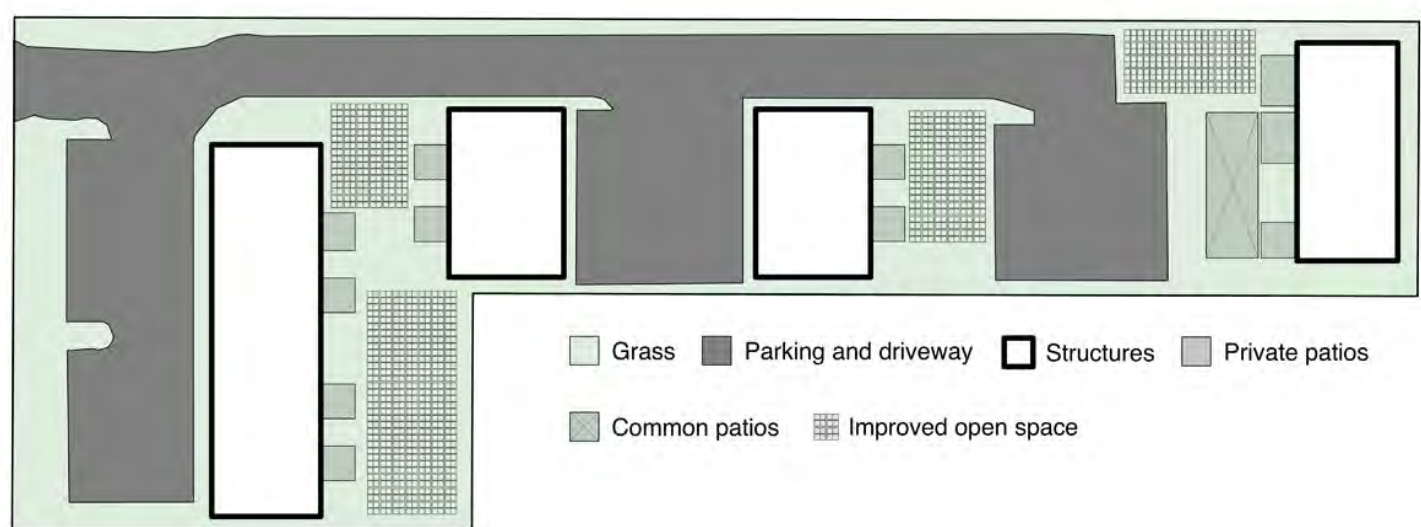 Grass Parking and driveway Structures Private patios
Common patios Improved open space